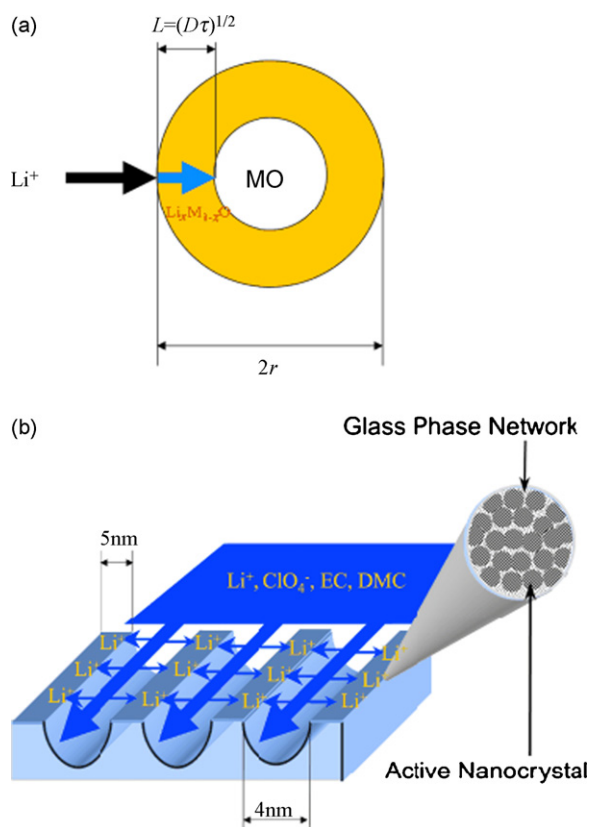 (a)
L=(Dτ)^{1/2}
Li⁺
MO
LiₓM₁₋ₓO
2r
(b)
Glass Phase Network
5nm
Li⁺, ClO₄⁻, EC, DMC
Li⁺ Li⁺ Li⁺ Li⁺
Li⁺ Li⁺ Li⁺ Li⁺
Li⁺ Li⁺ Li⁺ Li⁺
Active Nanocrystal
4nm